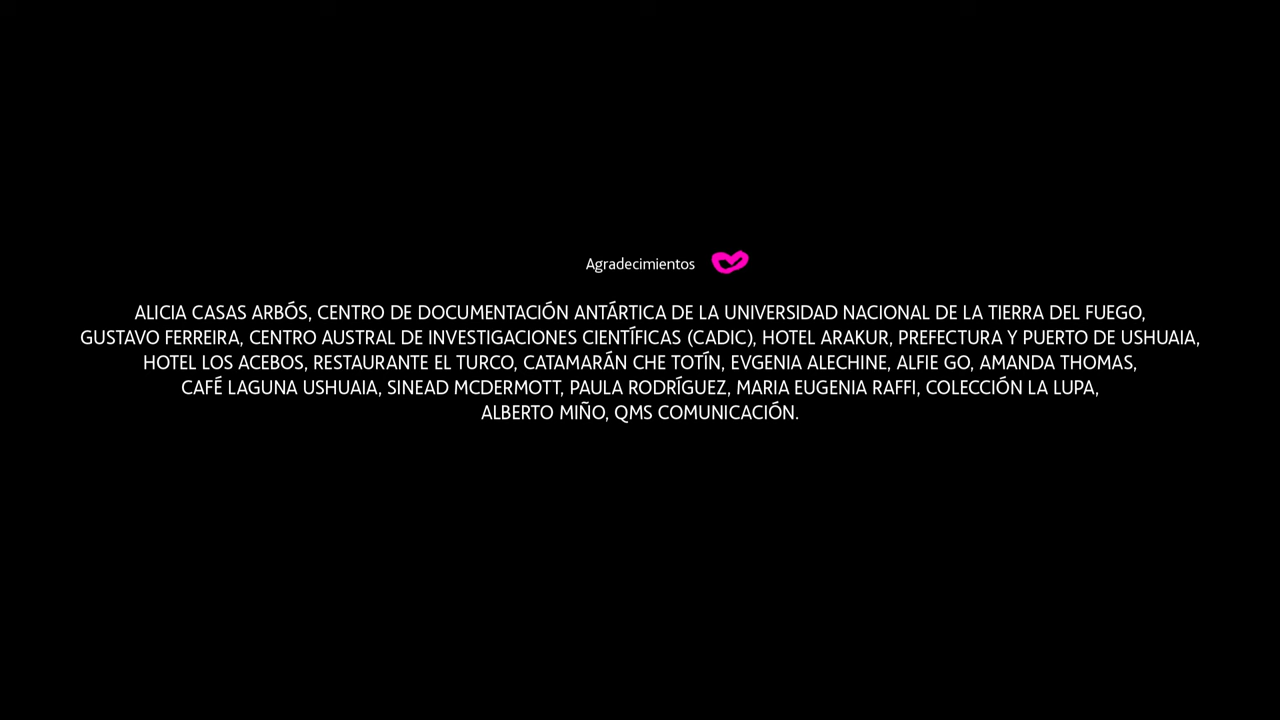 Agradecimientos
ALICIA CASAS ARBÓS, CENTRO DE DOCUMENTACIÓN ANTÁRTICA DE LA UNIVERSIDAD NACIONAL DE LA TIERRA DEL FUEGO,
GUSTAVO FERREIRA, CENTRO AUSTRAL DE INVESTIGACIONES CIENTÍFICAS (CADIC), HOTEL ARAKUR, PREFECTURA Y PUERTO DE USHUAIA,
HOTEL LOS ACEBOS, RESTAURANTE EL TURCO, CATAMARÁN CHE TOTÍN, EVGENIA ALECHINE, ALFIE GO, AMANDA THOMAS,
CAFÉ LAGUNA USHUAIA, SINEAD MCDERMOTT, PAULA RODRÍGUEZ, MARIA EUGENIA RAFFI, COLECCIÓN LA LUPA,
ALBERTO MIÑO, QMS COMUNICACIÓN.